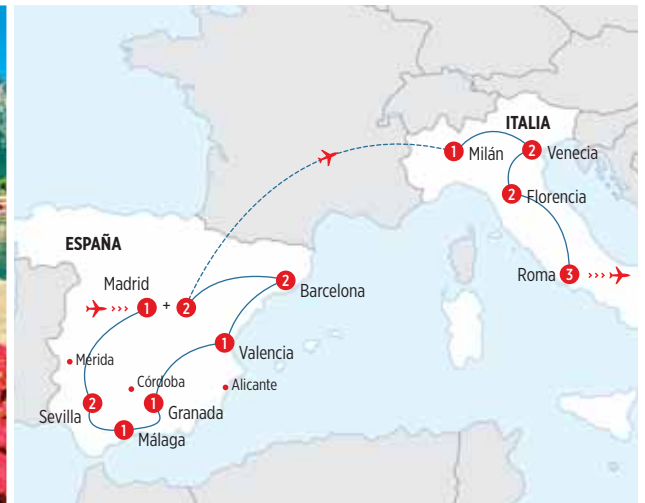 ITALIA
1 Milán
2 Venecia
2 Florencia
Roma 3
ESPAÑA
Madrid
1 + 2
2
Barcelona
1
Valencia
Mérida
Córdoba
Alicante
2
Sevilla
1
Granada
1
Málaga